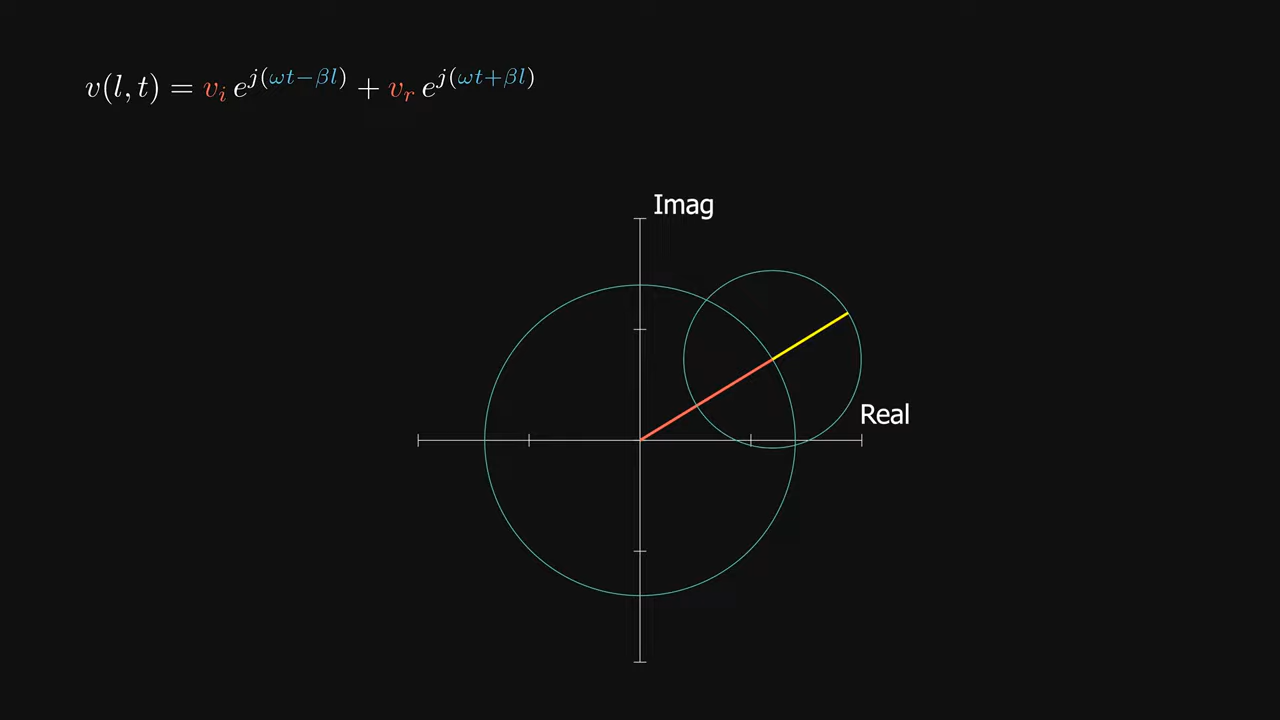 v(l, t) = v_i e^{j(ωt−βl)} + v_r e^{j(ωt+βl)}
Imag
Real